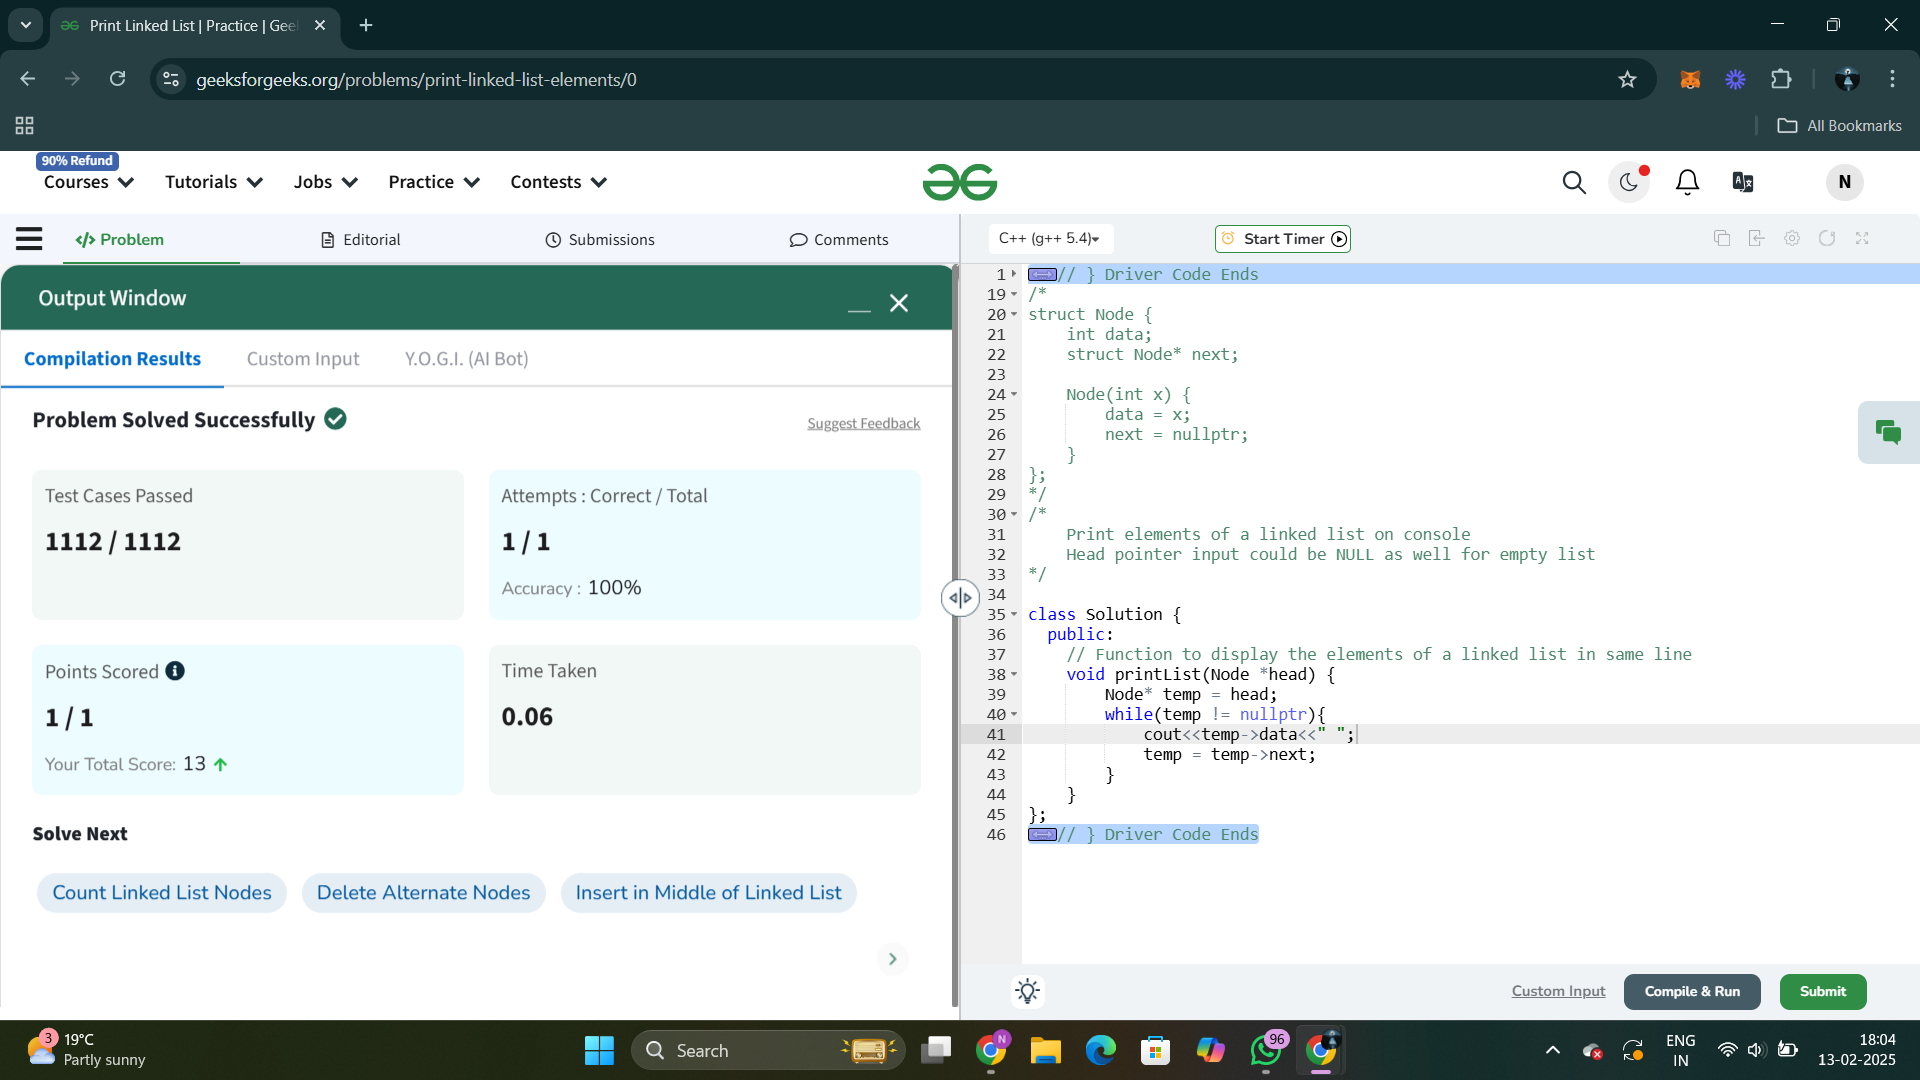 Print Linked List | Practice | Gee
geeksforgeeks.org/problems/print-linked-list-elements/0
All Bookmarks
90% Refund
Courses
Tutorials
Jobs
Practice
Contests
N
</> Problem
Editorial
Submissions
Comments
C++ (g++ 5.4)
Start Timer
Output Window
Compilation Results
Custom Input
Y.O.G.I. (AI Bot)
Problem Solved Successfully
Suggest Feedback
Test Cases Passed
1112 / 1112
Attempts : Correct / Total
1 / 1
Accuracy : 100%
Points Scored
1 / 1
Your Total Score: 13
Time Taken
0.06
Solve Next
Count Linked List Nodes
Delete Alternate Nodes
Insert in Middle of Linked List
1 // } Driver Code Ends
19 /*
20 struct Node {
21 int data;
22 struct Node* next;
23
24 Node(int x) {
25 data = x;
26 next = nullptr;
27 }
28 };
29 */
30 /*
31 Print elements of a linked list on console
32 Head pointer input could be NULL as well for empty list
33 */
34
35 class Solution {
36 public:
37 // Function to display the elements of a linked list in same line
38 void printList(Node *head) {
39 Node* temp = head;
40 while(temp != nullptr){
41 cout<<temp->data<<" ";
42 temp = temp->next;
43 }
44 }
45 };
46 // } Driver Code Ends
Custom Input
Compile & Run
Submit
3
19°C
Partly sunny
Search
N
96
ENG
IN
18:04
13-02-2025